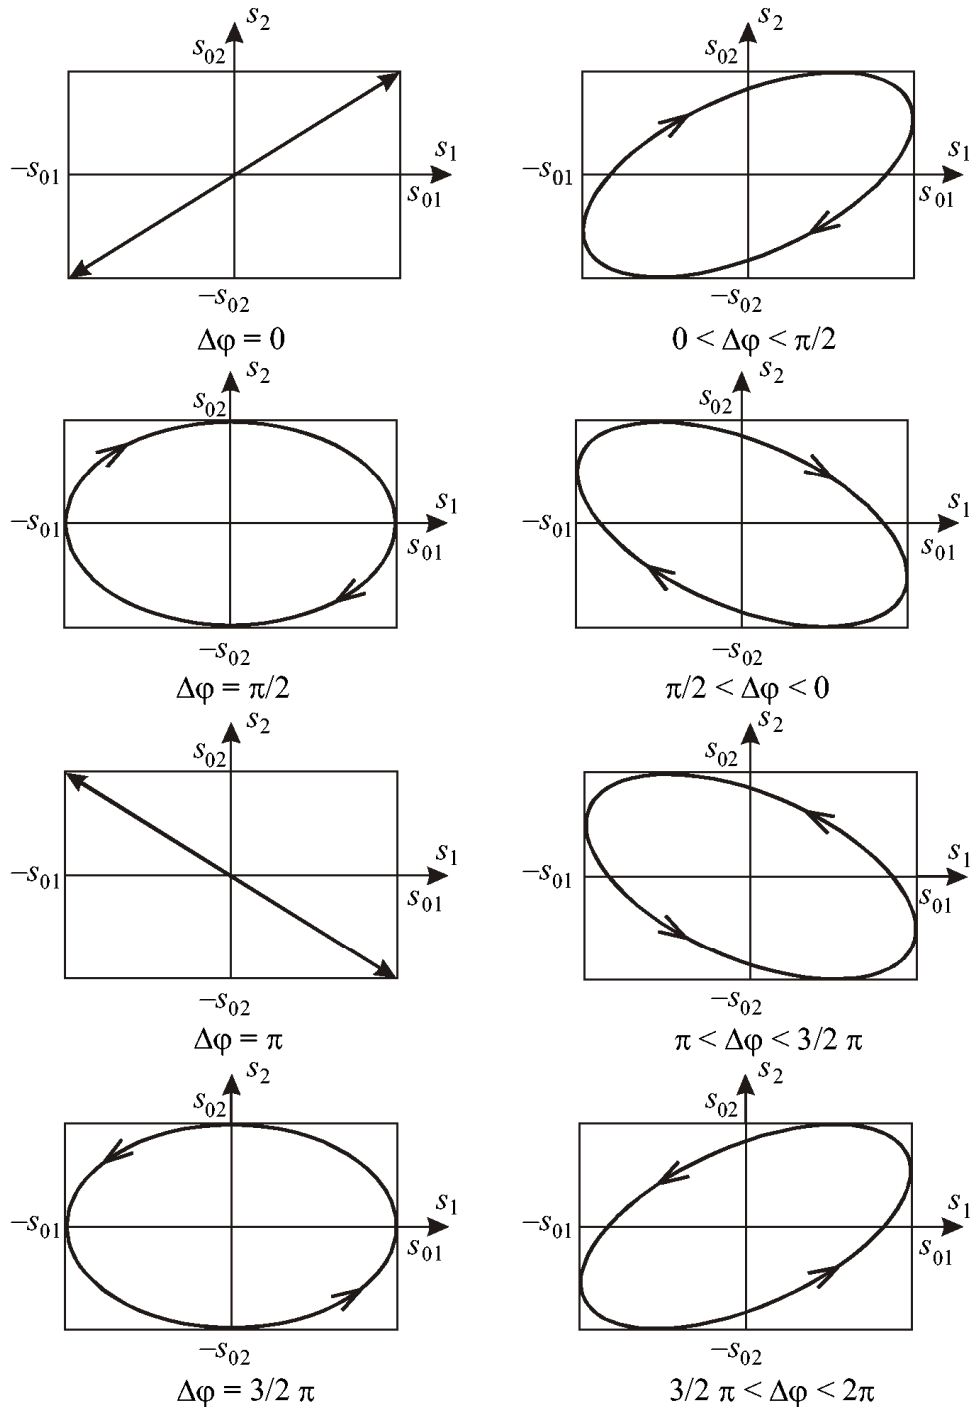 s₂
s₀₂
s₁
–s₀₁
s₀₁
–s₀₂
Δφ = 0
s₂
s₀₂
s₁
–s₀₁
s₀₁
–s₀₂
0 < Δφ < π/2
s₂
s₀₂
s₁
–s₀₁
s₀₁
–s₀₂
Δφ = π/2
s₂
s₀₂
s₁
–s₀₁
s₀₁
–s₀₂
π/2 < Δφ < 0
s₂
s₀₂
s₁
–s₀₁
s₀₁
–s₀₂
Δφ = π
s₂
s₀₂
s₁
–s₀₁
s₀₁
–s₀₂
π < Δφ < 3/2 π
s₂
s₀₂
s₁
–s₀₁
s₀₁
–s₀₂
Δφ = 3/2 π
s₂
s₀₂
s₁
–s₀₁
s₀₁
–s₀₂
3/2 π < Δφ < 2π